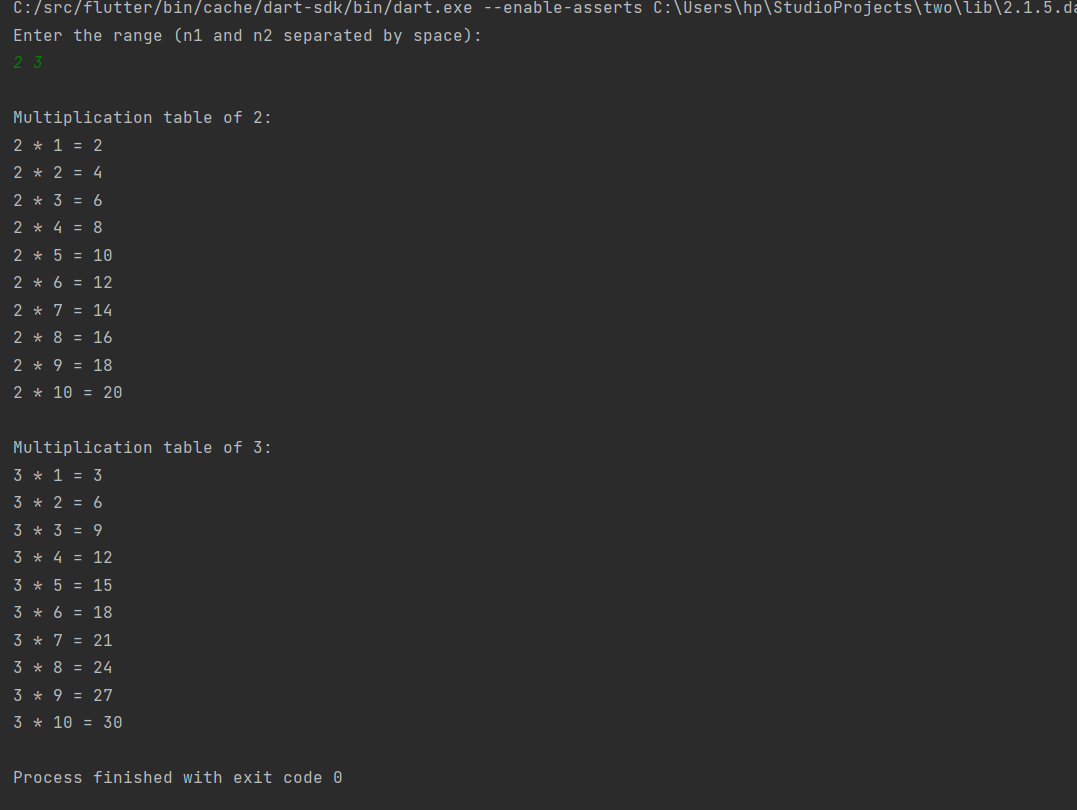 C:/src/flutter/bin/cache/dart-sdk/bin/dart.exe --enable-asserts C:\Users\hp\StudioProjects\two\lib\2.1.5.da
Enter the range (n1 and n2 separated by space):
2 3
Multiplication table of 2:
2 * 1 = 2
2 * 2 = 4
2 * 3 = 6
2 * 4 = 8
2 * 5 = 10
2 * 6 = 12
2 * 7 = 14
2 * 8 = 16
2 * 9 = 18
2 * 10 = 20
Multiplication table of 3:
3 * 1 = 3
3 * 2 = 6
3 * 3 = 9
3 * 4 = 12
3 * 5 = 15
3 * 6 = 18
3 * 7 = 21
3 * 8 = 24
3 * 9 = 27
3 * 10 = 30
Process finished with exit code 0